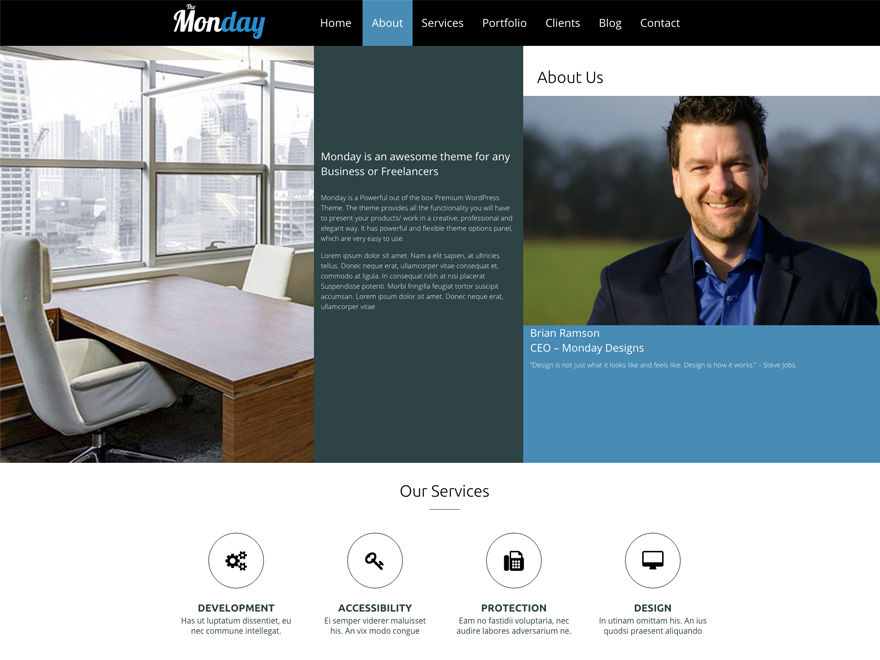 The
Monday
Home About Services Portfolio Clients Blog Contact
About Us
Monday is an awesome theme for any
Business or Freelancers
Monday is a Powerful out of the box Premium WordPress
Theme. The theme provides all the functionality you will have
to present your products/ work in a creative, professional and
elegant way. It has powerful and flexible theme options panel,
which are very easy to use.
Lorem ipsum dolor sit amet. Nam a elit sapien, at ultricies
tellus. Donec neque erat, ullamcorper vitae consequat et,
commodo at ligula. In consequat nibh at nisi placerat.
Suspendisse potenti. Morbi fringilla feugiat tortor suscipit
accumsan. Lorem ipsum dolor sit amet. Donec neque erat,
ullamcorper vitae
Brian Ramson
CEO – Monday Designs
"Design is not just what it looks like and feels like. Design is how it works." – Steve Jobs.
Our Services
DEVELOPMENT
Has ut luptatum dissentiet, eu
nec commune intellegat.
ACCESSIBILITY
Ei semper viderer maluisset
his. An vix modo congue
PROTECTION
Eam no fastidii voluptaria, nec
audire labores adversarium ne.
DESIGN
In utinam omittam his. An ius
quodsi praesent aliquando